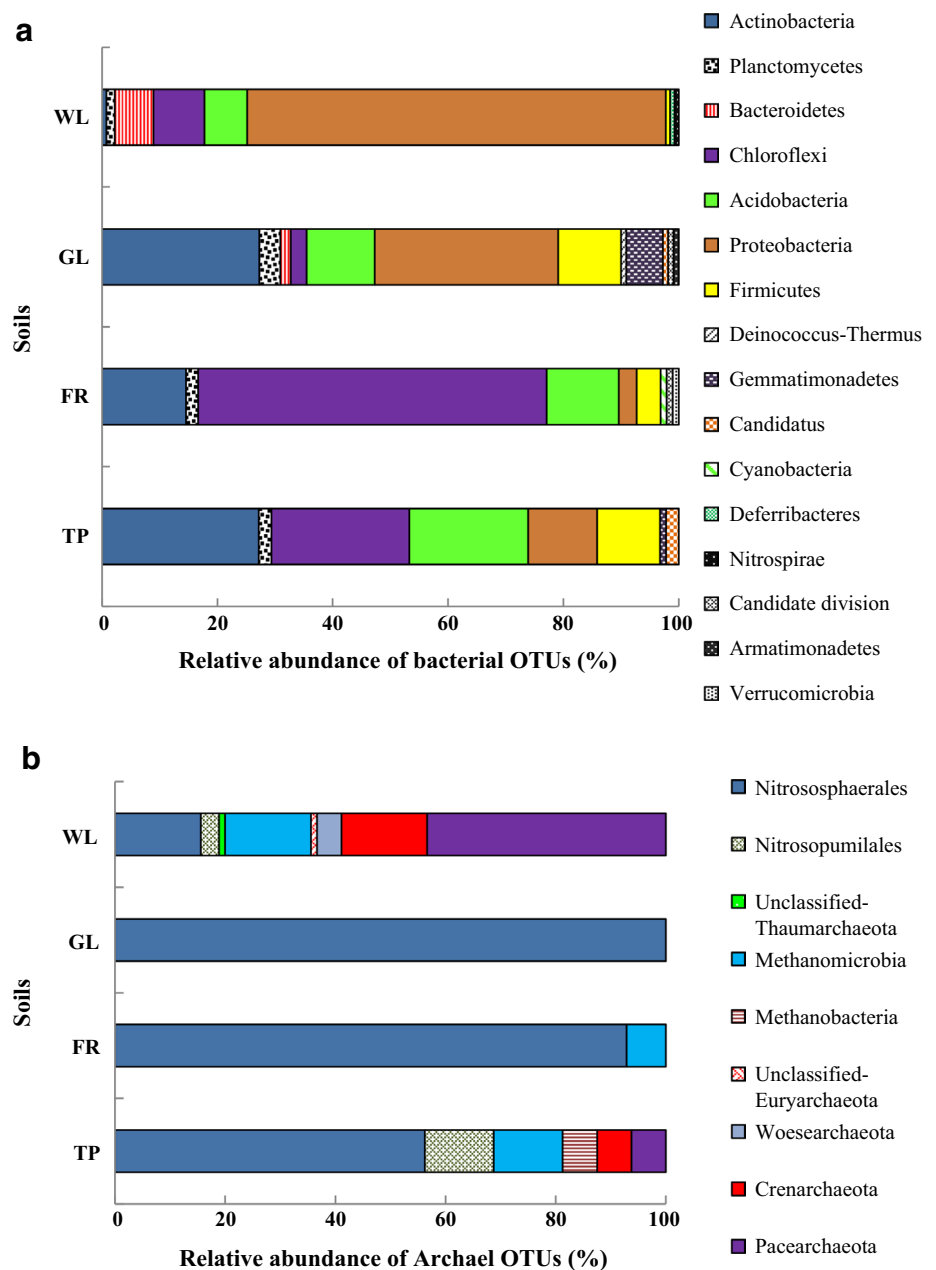 a
WL
GL
FR
TP
Soils
0 20 40 60 80 100
Relative abundance of bacterial OTUs (%)
Actinobacteria
Planctomycetes
Bacteroidetes
Chloroflexi
Acidobacteria
Proteobacteria
Firmicutes
Deinococcus-Thermus
Gemmatimonadetes
Candidatus
Cyanobacteria
Deferribacteres
Nitrospirae
Candidate division
Armatimonadetes
Verrucomicrobia
b
WL
GL
FR
TP
Soils
0 20 40 60 80 100
Relative abundance of Archael OTUs (%)
Nitrososphaerales
Nitrosopumilales
Unclassified-
Thaumarchaeota
Methanomicrobia
Methanobacteria
Unclassified-
Euryarchaeota
Woesearchaeota
Crenarchaeota
Pacearchaeota